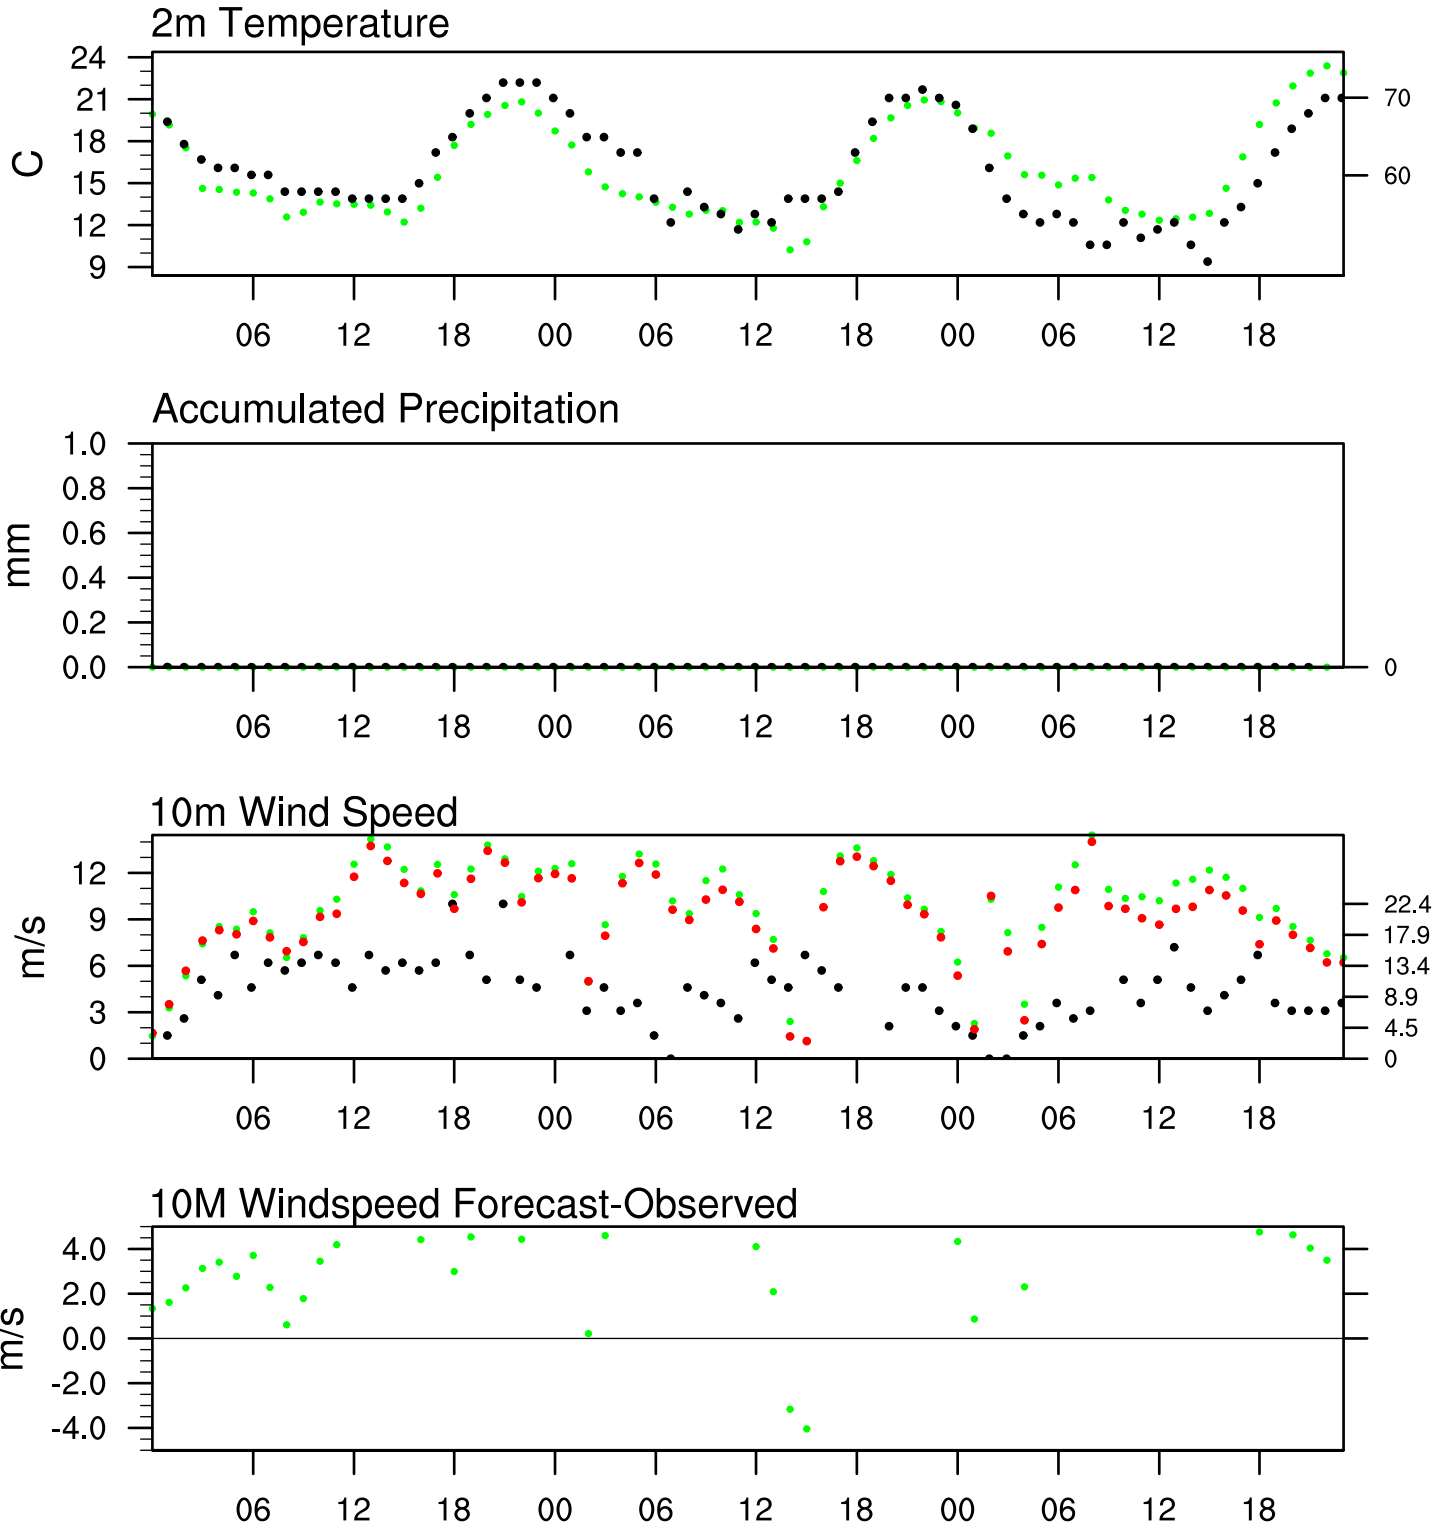 2m Temperature
24
21
18
15
12
9
C
70
60
06 12 18 00 06 12 18 00 06 12 18
Accumulated Precipitation
1.0
0.8
0.6
0.4
0.2
0.0
mm
0
06 12 18 00 06 12 18 00 06 12 18
10m Wind Speed
12
9
6
3
0
m/s
22.4
17.9
13.4
8.9
4.5
0
06 12 18 00 06 12 18 00 06 12 18
10M Windspeed Forecast-Observed
4.0
2.0
0.0
-2.0
-4.0
m/s
06 12 18 00 06 12 18 00 06 12 18